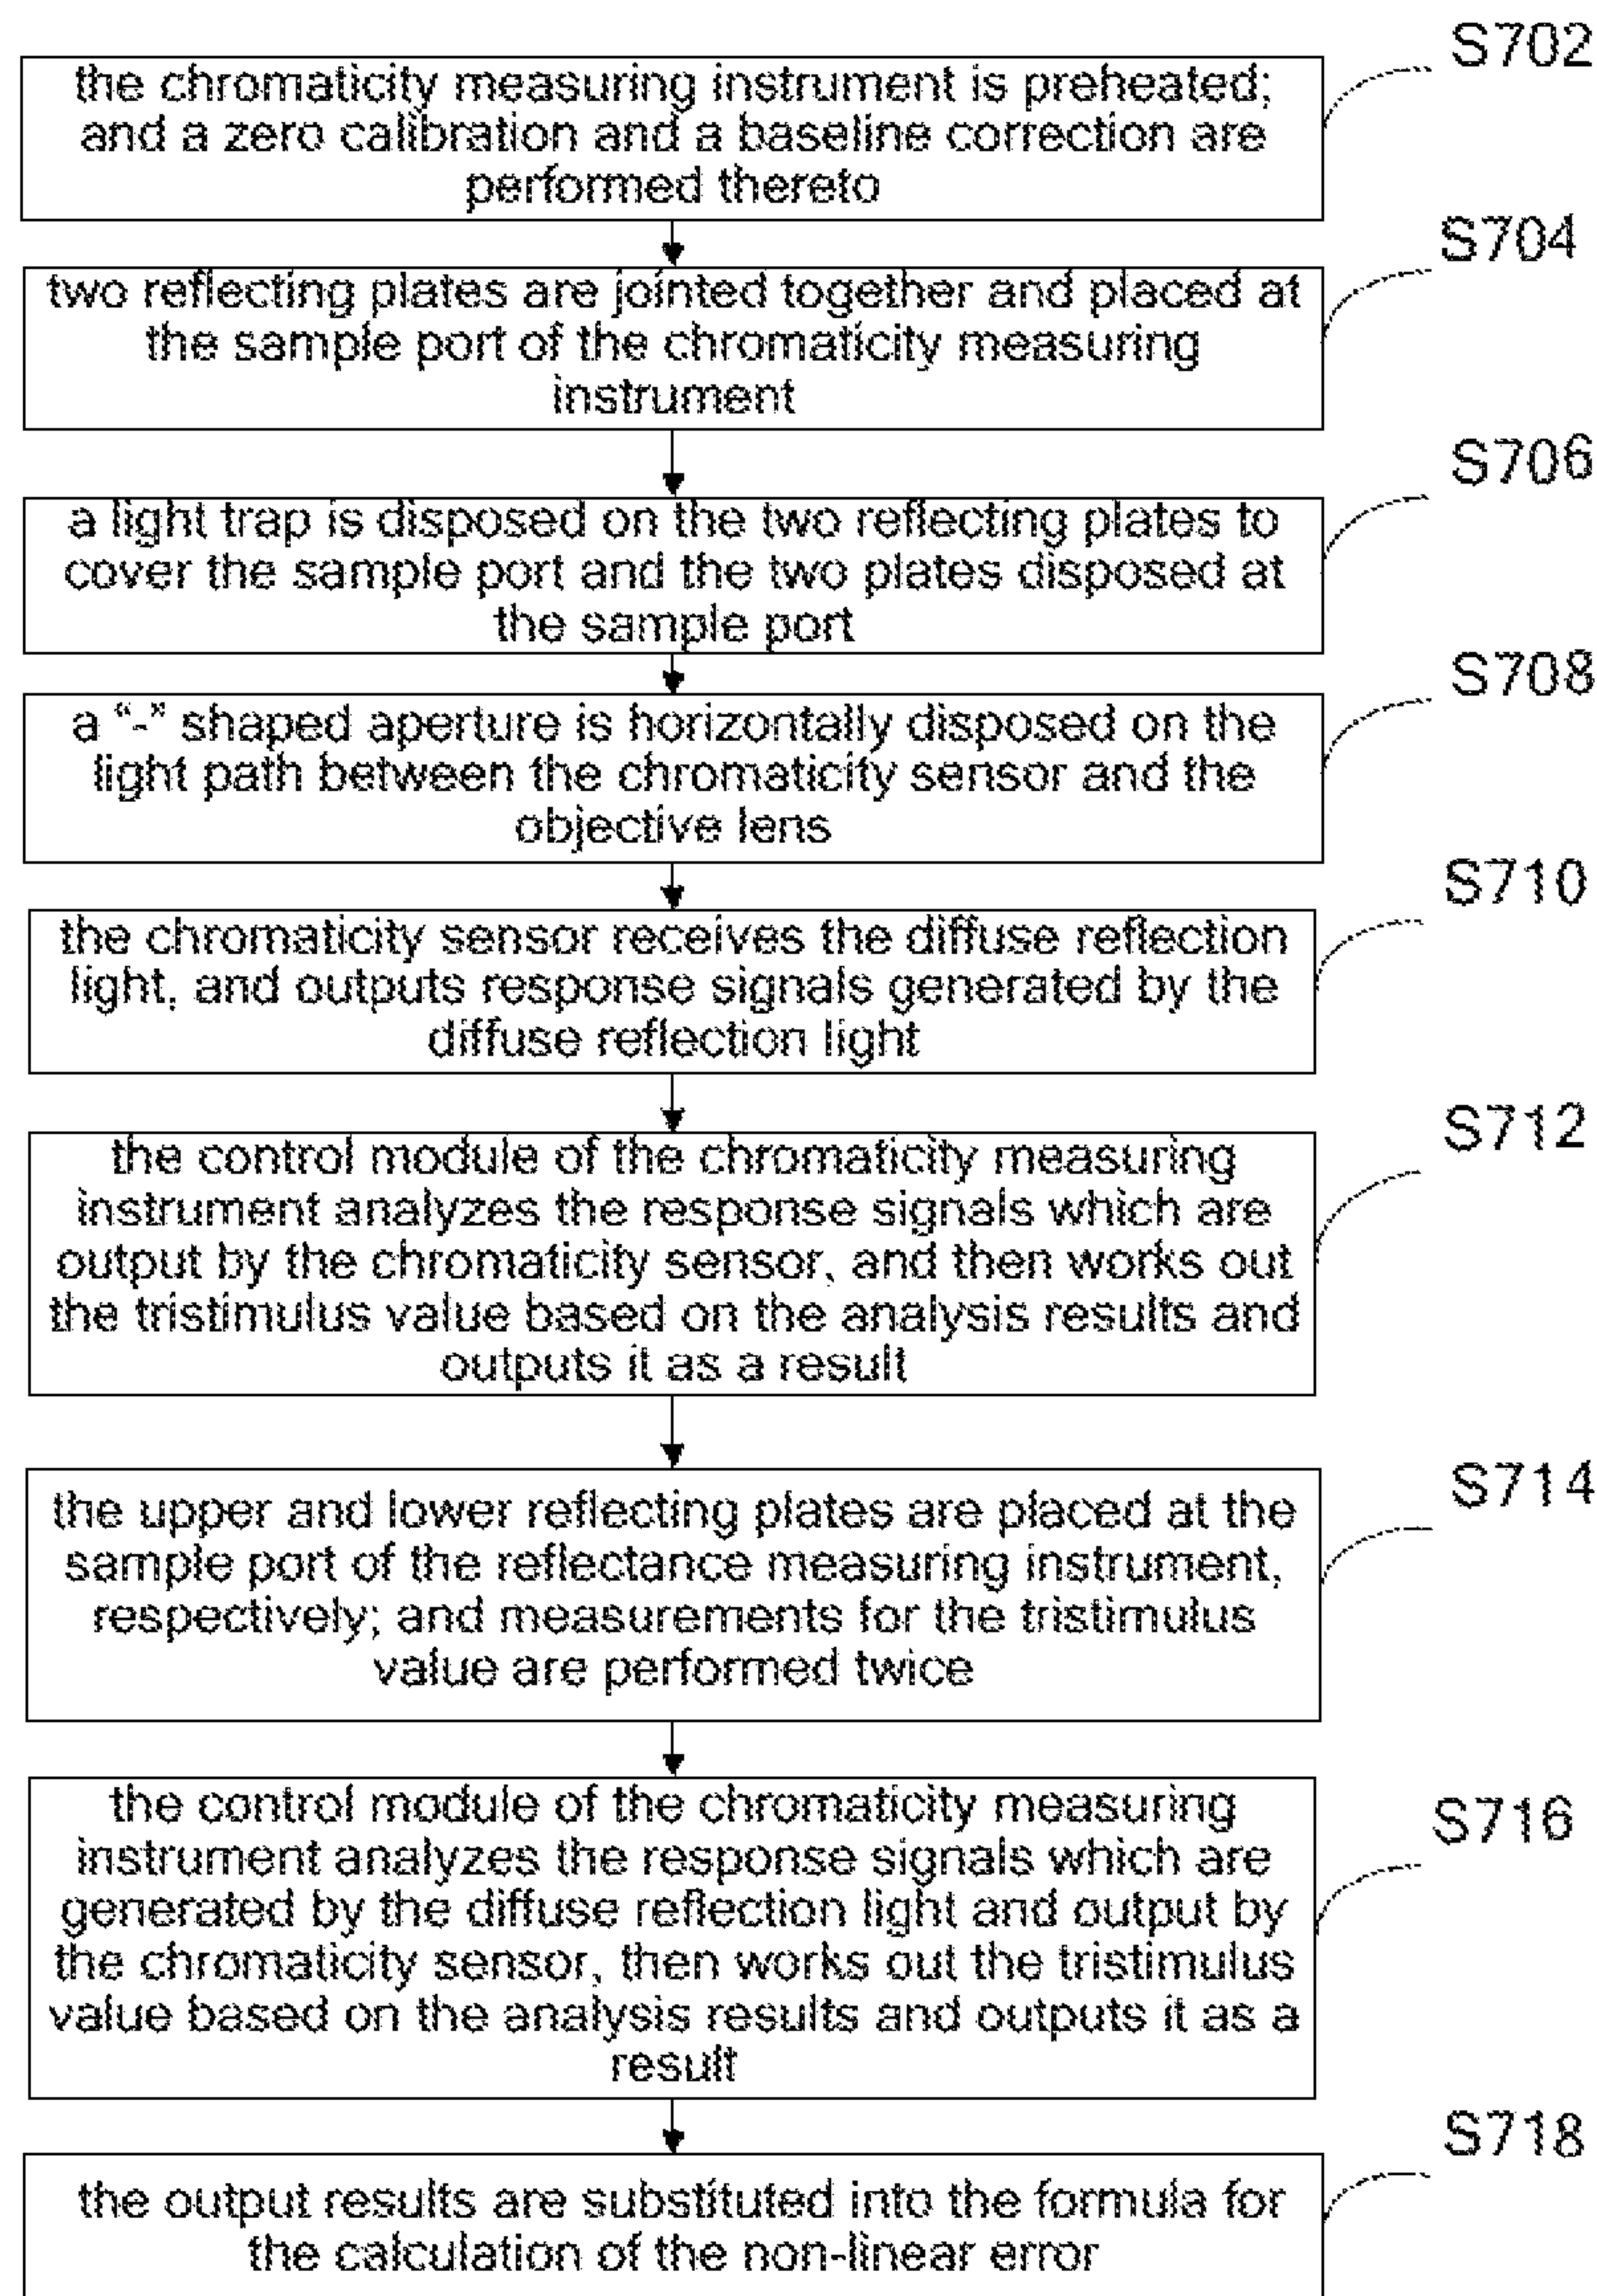 S702
the chromaticity measuring instrument is preheated;
and a zero calibration and a baseline correction are
performed thereto
S704
two reflecting plates are jointed together and placed at
the sample port of the chromaticity measuring
instrument
S706
a light trap is disposed on the two reflecting plates to
cover the sample port and the two plates disposed at
the sample port
S708
a “-” shaped aperture is horizontally disposed on the
light path between the chromaticity sensor and the
objective lens
S710
the chromaticity sensor receives the diffuse reflection
light, and outputs response signals generated by the
diffuse reflection light
S712
the control module of the chromaticity measuring
instrument analyzes the response signals which are
output by the chromaticity sensor, and then works out
the tristimulus value based on the analysis results and
outputs it as a result
S714
the upper and lower reflecting plates are placed at the
sample port of the reflectance measuring instrument,
respectively; and measurements for the tristimulus
value are performed twice
S716
the control module of the chromaticity measuring
instrument analyzes the response signals which are
generated by the diffuse reflection light and output by
the chromaticity sensor, then works out the tristimulus
value based on the analysis results and outputs it as a
result
S718
the output results are substituted into the formula for
the calculation of the non-linear error